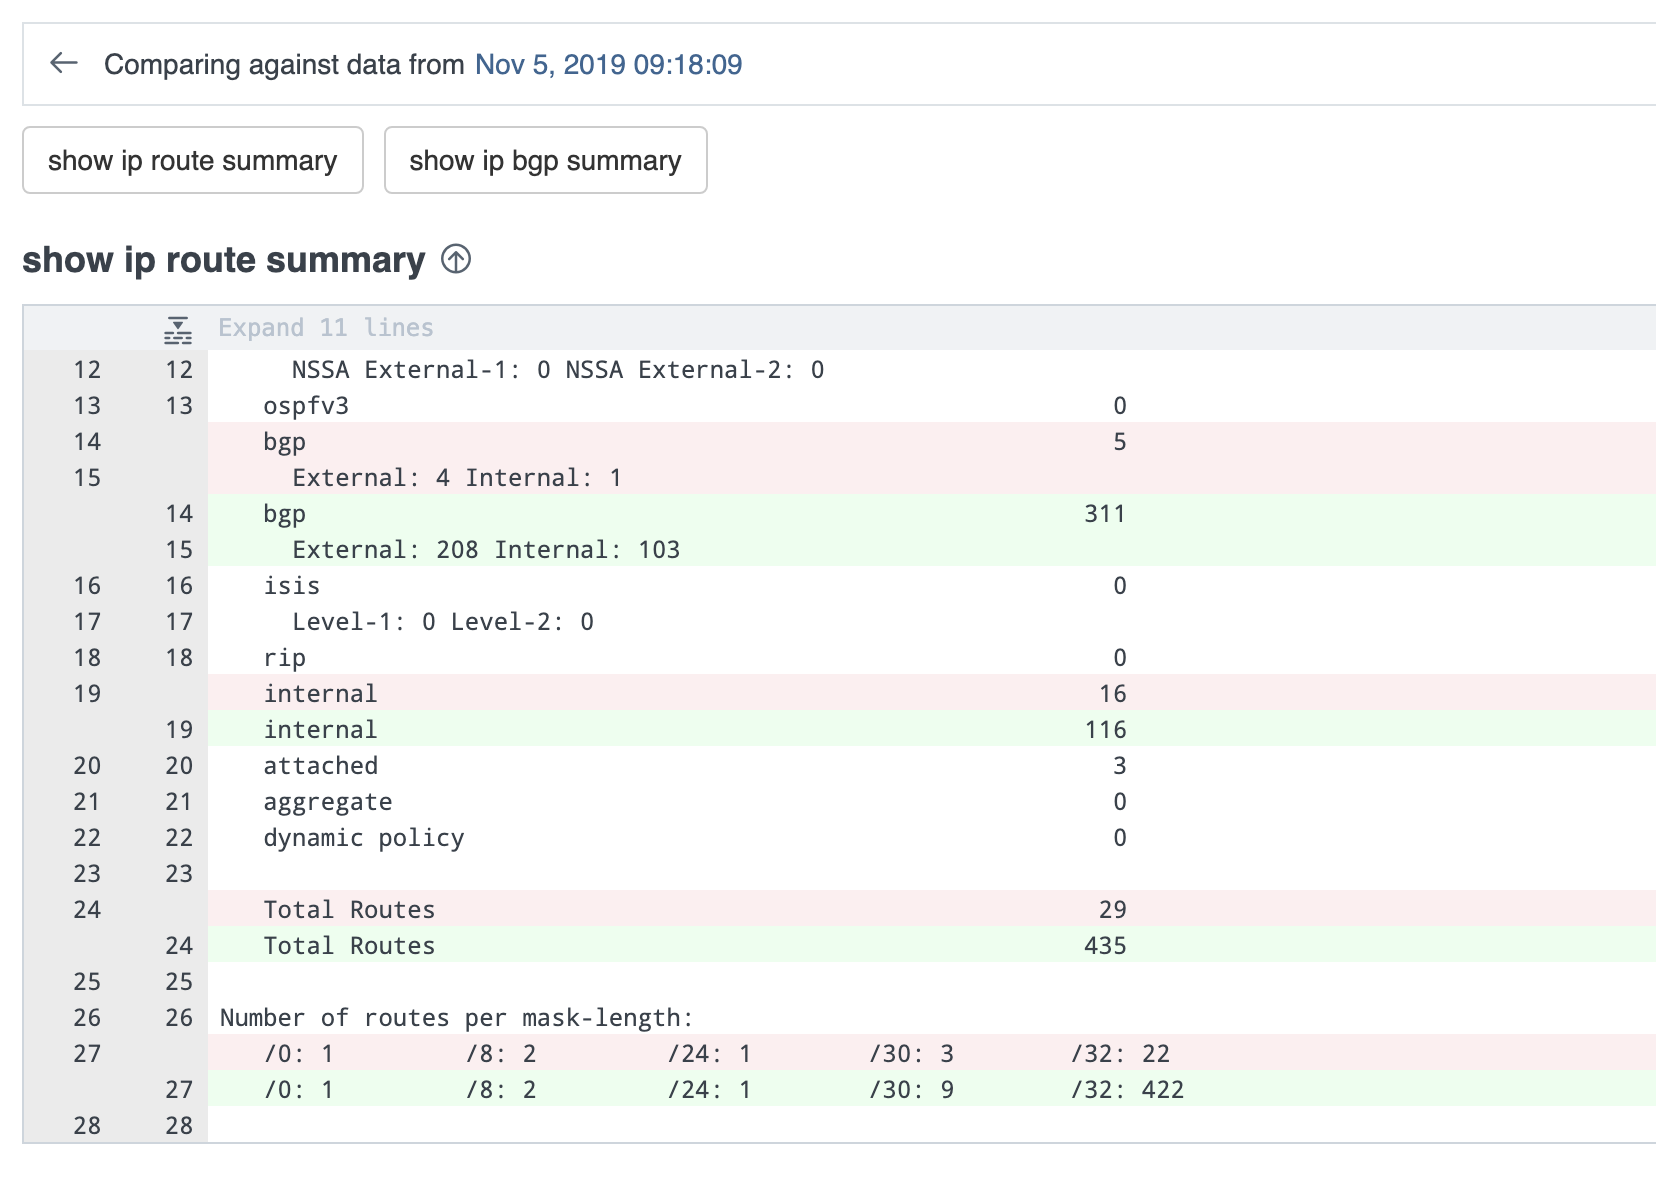 Comparing against data from Nov 5, 2019 09:18:09
show ip route summary show ip bgp summary
show ip route summary
Expand 11 lines
12 12 NSSA External-1: 0 NSSA External-2: 0
13 13 ospfv3 0
14 bgp 5
15 External: 4 Internal: 1
14 bgp 311
15 External: 208 Internal: 103
16 16 isis 0
17 17 Level-1: 0 Level-2: 0
18 18 rip 0
19 internal 16
19 internal 116
20 20 attached 3
21 21 aggregate 0
22 22 dynamic policy 0
23 23
24 Total Routes 29
24 Total Routes 435
25 25
26 26 Number of routes per mask-length:
27 /0: 1 /8: 2 /24: 1 /30: 3 /32: 22
27 /0: 1 /8: 2 /24: 1 /30: 9 /32: 422
28 28